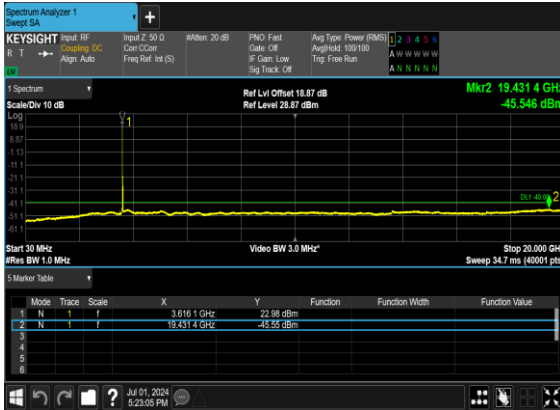 Spectrum Analyzer 1
Swept SA
+
KEYSIGHT Input: RF Input Z: 50 Ω #Atten: 20 dB PNO: Fast Avg Type: Power (RMS) 1 2 3 4 5 6
R T Coupling: DC Corr CCorr Gate: Off Avg|Hold: 100/100 A W W W W W
Align: Auto Freq Ref: Int (S) IF Gain: Low Trig: Free Run
Sig Track: Off A N N N N N
1 Spectrum Ref Lvl Offset 18.87 dB Mkr2 19.431 4 GHz
Scale/Div 10 dB Ref Level 28.87 dBm -45.546 dBm
Log
18.9
8.87
-1.13
-11.1
-21.1
-31.1
-41.1
-51.1
-61.1
1
2
Start 30 MHz Video BW 3.0 MHz* Stop 20.000 GHz
#Res BW 1.0 MHz Sweep 34.7 ms (40001 pts)
5 Marker Table
Mode Trace Scale X Y Function Function Width Function Value
1 N 1 f 3.616 1 GHz 22.98 dBm
2 N 1 f 19.431 4 GHz -45.55 dBm
3
4
5
6
? Jul 01, 2024
5:23:05 PM